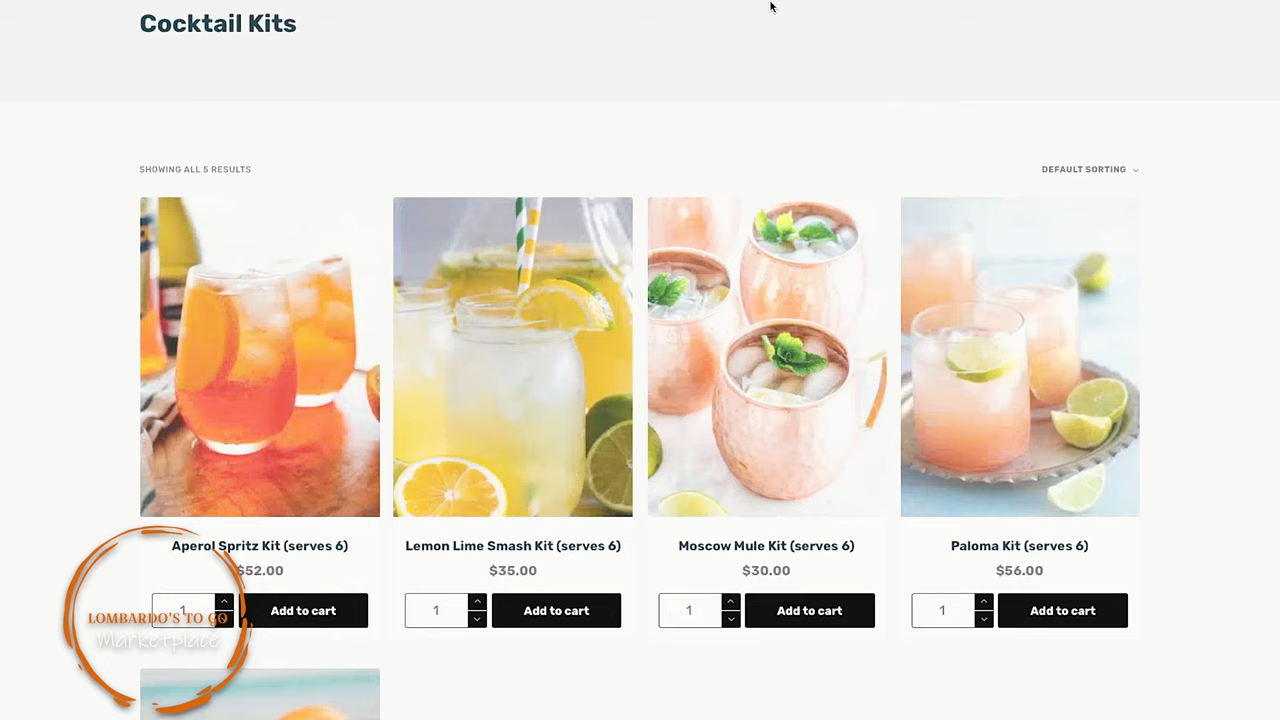 Cocktail Kits
SHOWING ALL 5 RESULTS
DEFAULT SORTING
Aperol Spritz Kit (serves 6)
$52.00
1
Add to cart
Lemon Lime Smash Kit (serves 6)
$35.00
1
Add to cart
Moscow Mule Kit (serves 6)
$30.00
1
Add to cart
Paloma Kit (serves 6)
$56.00
1
Add to cart
LOMBARDO'S TO GO
Marketplace